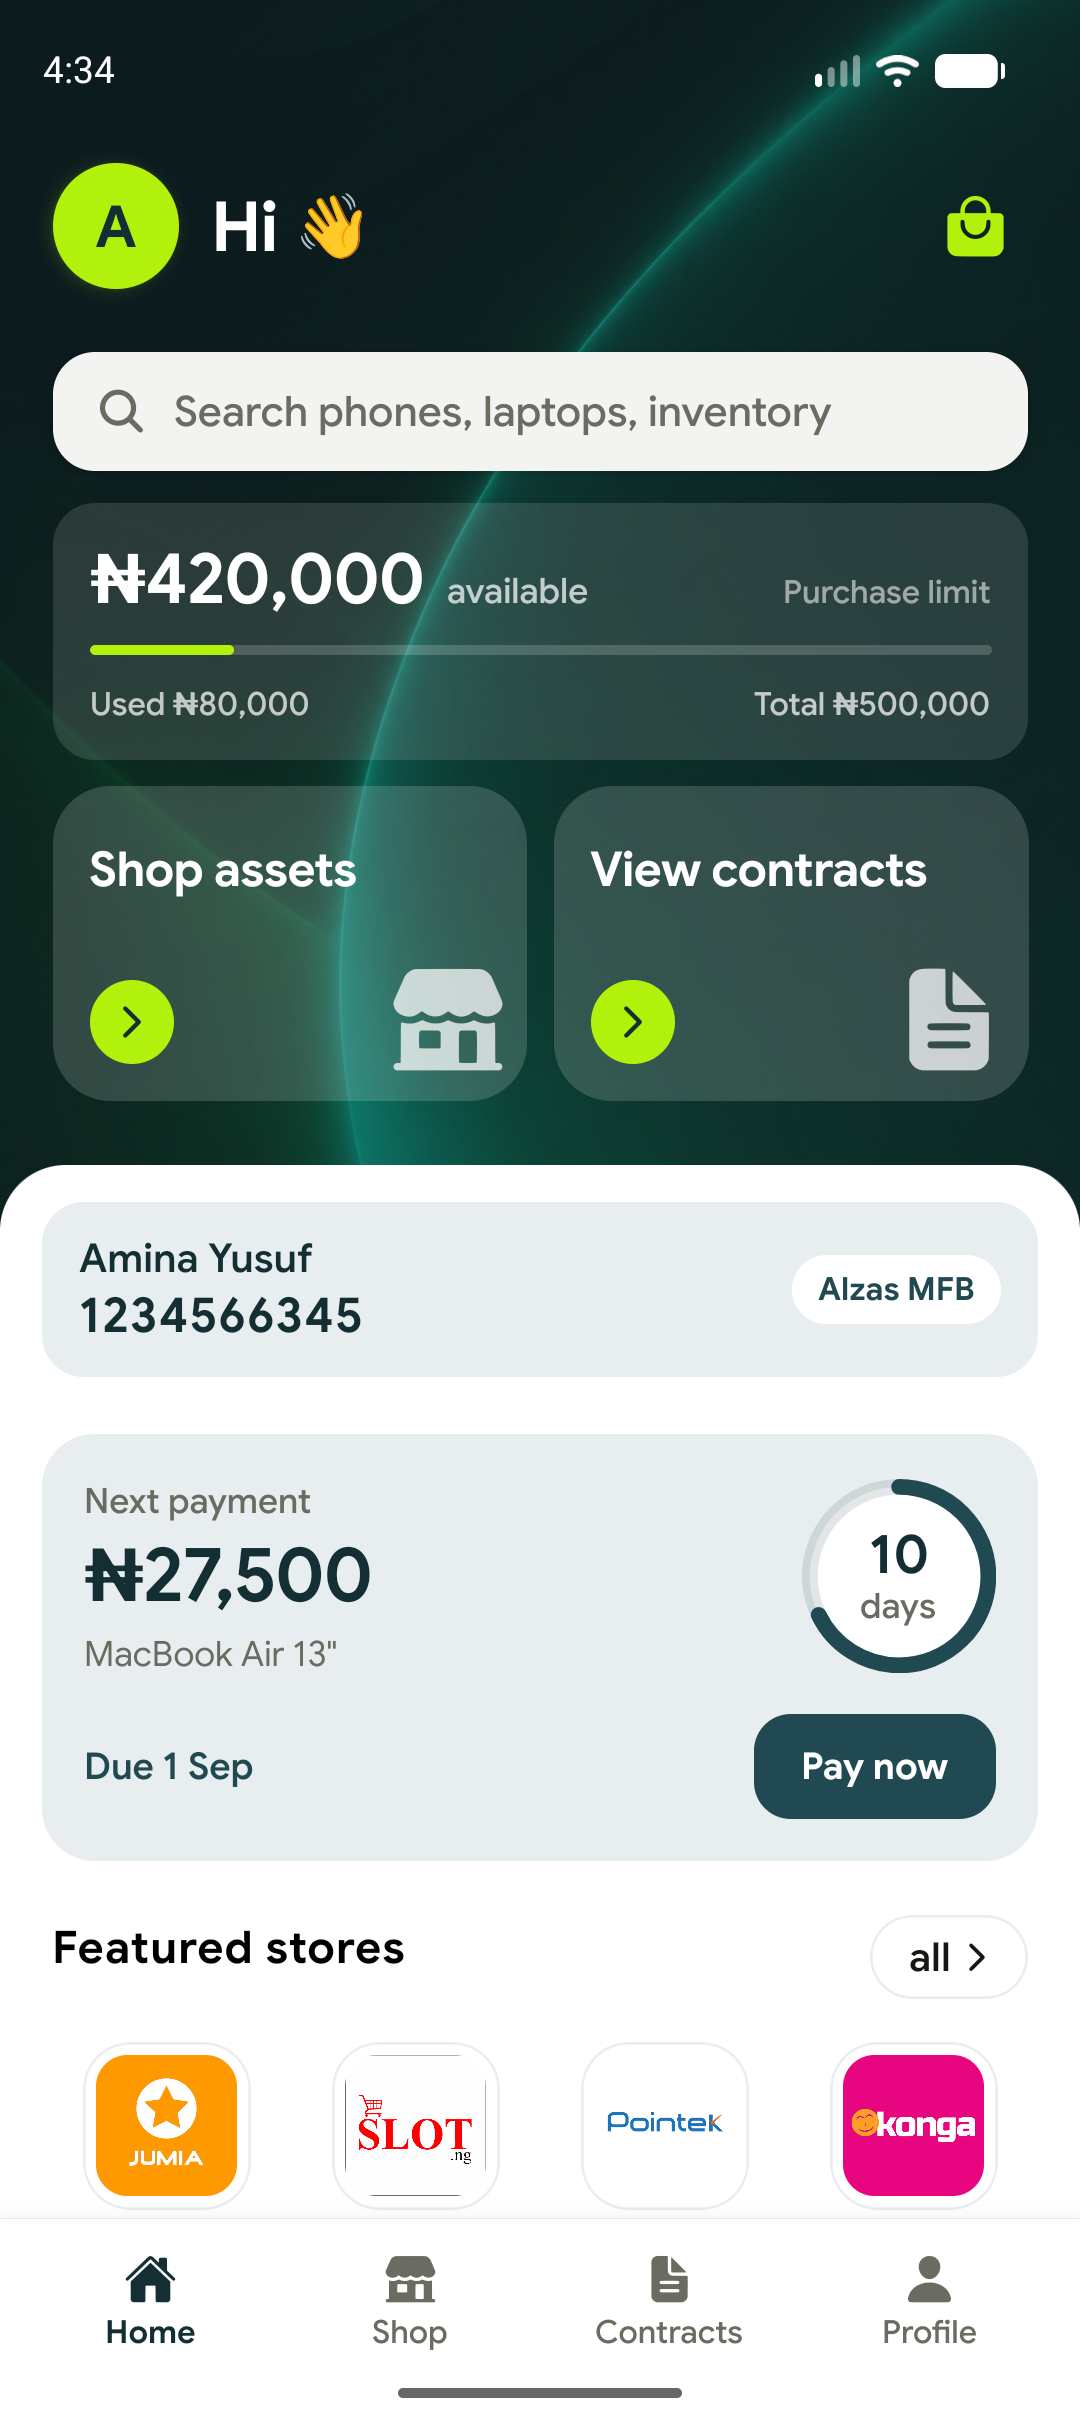 4:34
A
Hi 👋
Search phones, laptops, inventory
₦420,000 available
Purchase limit
Used ₦80,000
Total ₦500,000
Shop assets
View contracts
Amina Yusuf
1234566345
Alzas MFB
Next payment
₦27,500
MacBook Air 13"
10
days
Due 1 Sep
Pay now
Featured stores
all
JUMIA
SLOT
.ng
Pointek
konga
Home
Shop
Contracts
Profile